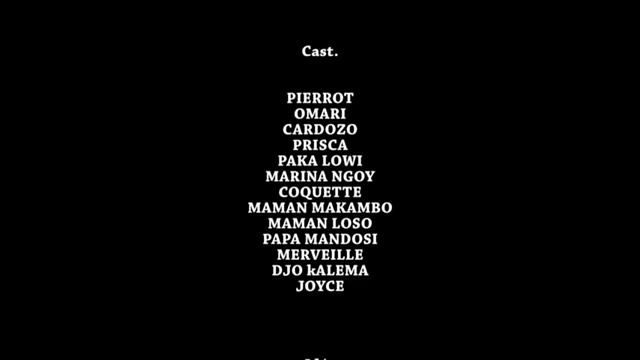 Cast.
PIERROT
OMARI
CARDOZO
PRISCA
PAKA LOWI
MARINA NGOY
COQUETTE
MAMAN MAKAMBO
MAMAN LOSO
PAPA MANDOSI
MERVEILLE
DJO kALEMA
JOYCE